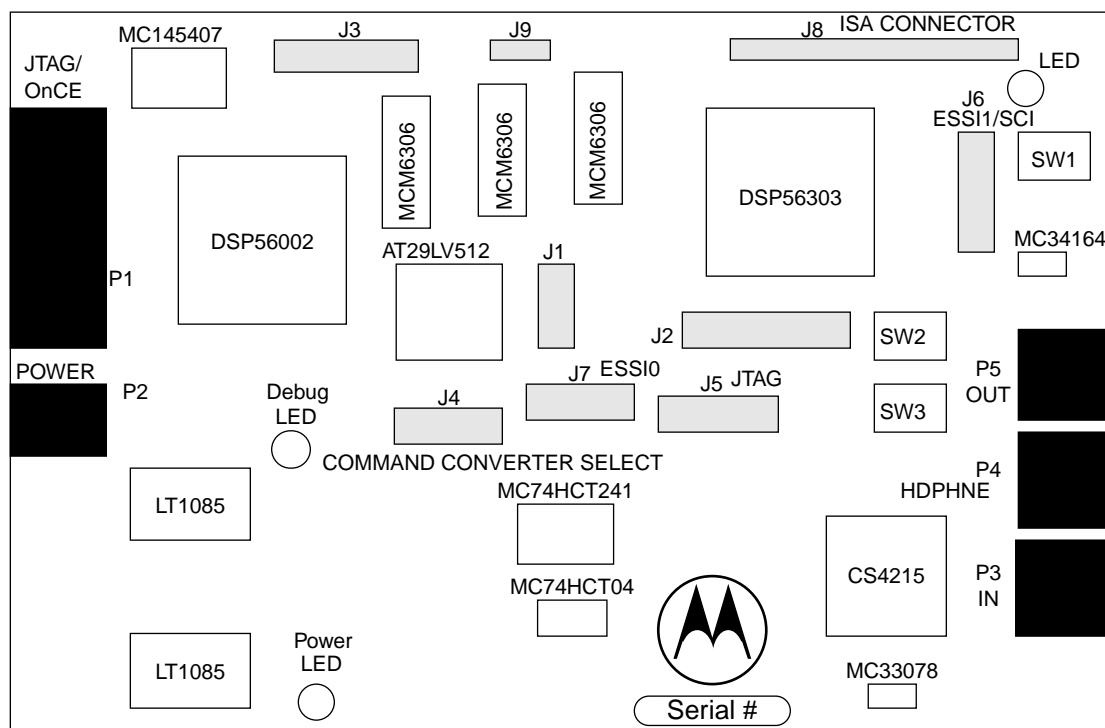 MC145407
J3
J9
J8
ISA CONNECTOR
JTAG/
OnCE
LED
J6
ESSI1/SCI
MCM6306
MCM6306
MCM6306
SW1
DSP56002
DSP56303
AT29LV512
J1
MC34164
P1
J2
SW2
POWER
P2
Debug
LED
J4
J7
ESSI0
J5
JTAG
SW3
P5
OUT
COMMAND CONVERTER SELECT
LT1085
MC74HCT241
P4
HDPHNE
CS4215
P3
IN
MC74HCT04
LT1085
Power
LED
MC33078
Serial #